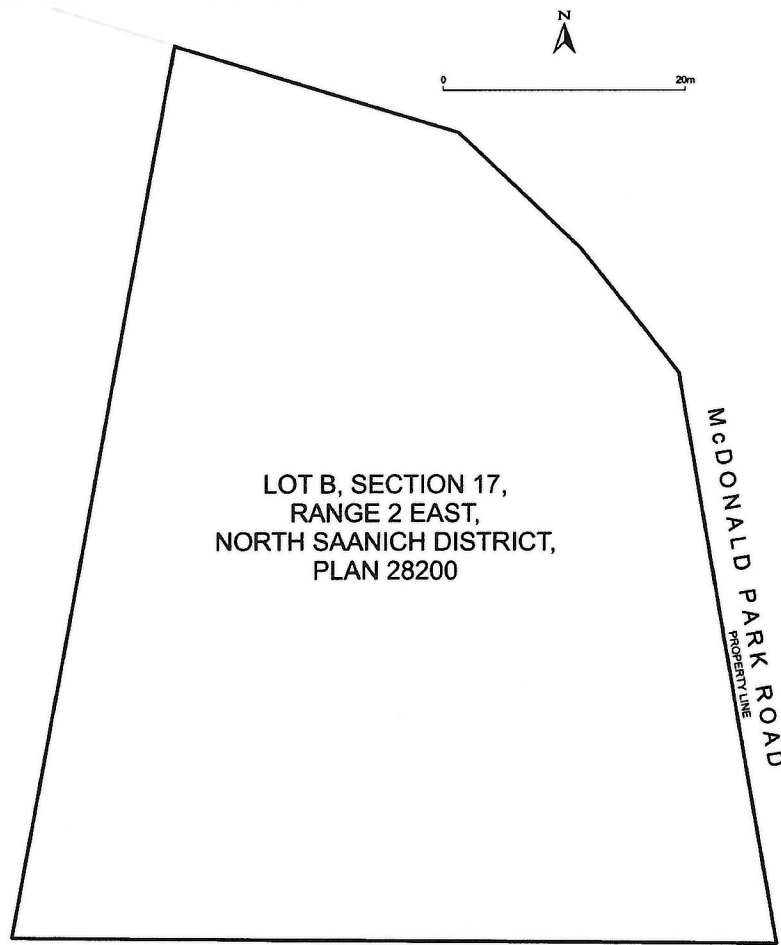 N
0 20m
LOT B, SECTION 17,
RANGE 2 EAST,
NORTH SAANICH DISTRICT,
PLAN 28200
McDONALD PARK ROAD
PROPERTY LINE